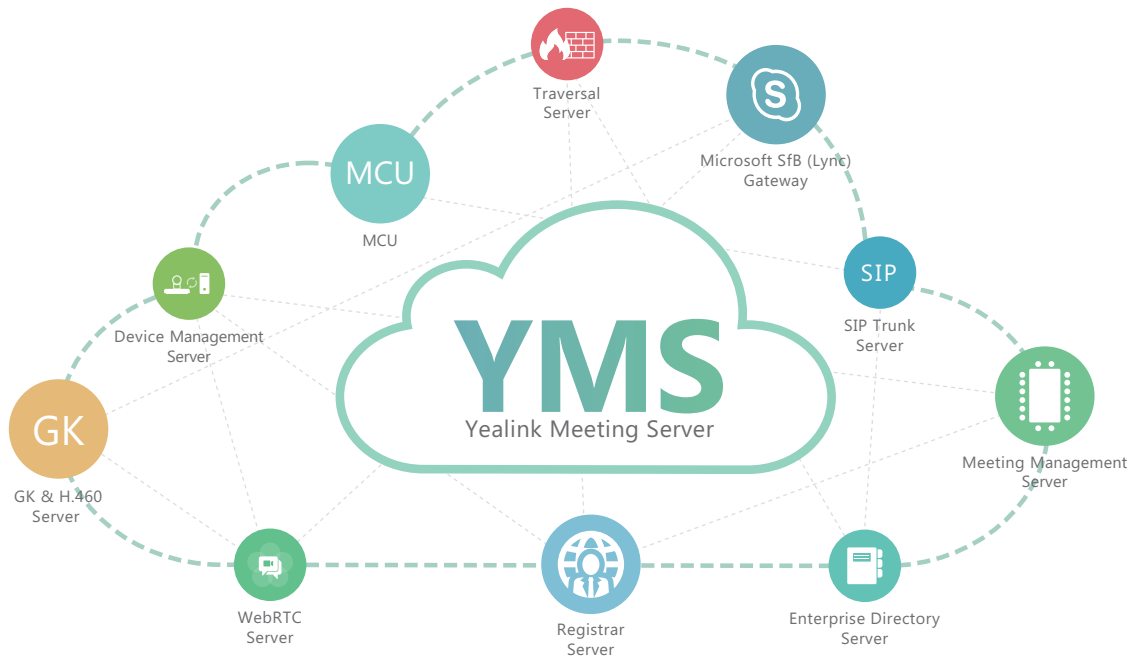 Traversal
Server
S
Microsoft SfB (Lync)
Gateway
MCU
MCU
SIP
SIP Trunk
Server
Device Management
Server
YMS
Yealink Meeting Server
GK
GK & H.460
Server
Meeting Management
Server
WebRTC
Server
Registrar
Server
Enterprise Directory
Server